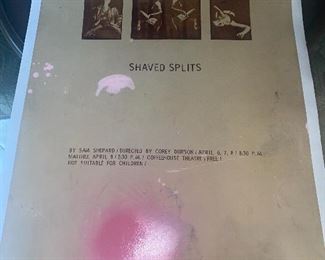 SHAVED SPLITS
BY SAM SHEPARD / DIRECTED BY COREY / APRIL 6, 7, 8 / 8:30 P.M.
MATINEE APRIL 8 / 3:30 P.M. / COFFEEHOUSE THEATRE / FREE /
NOT SUITABLE FOR CHILDREN /